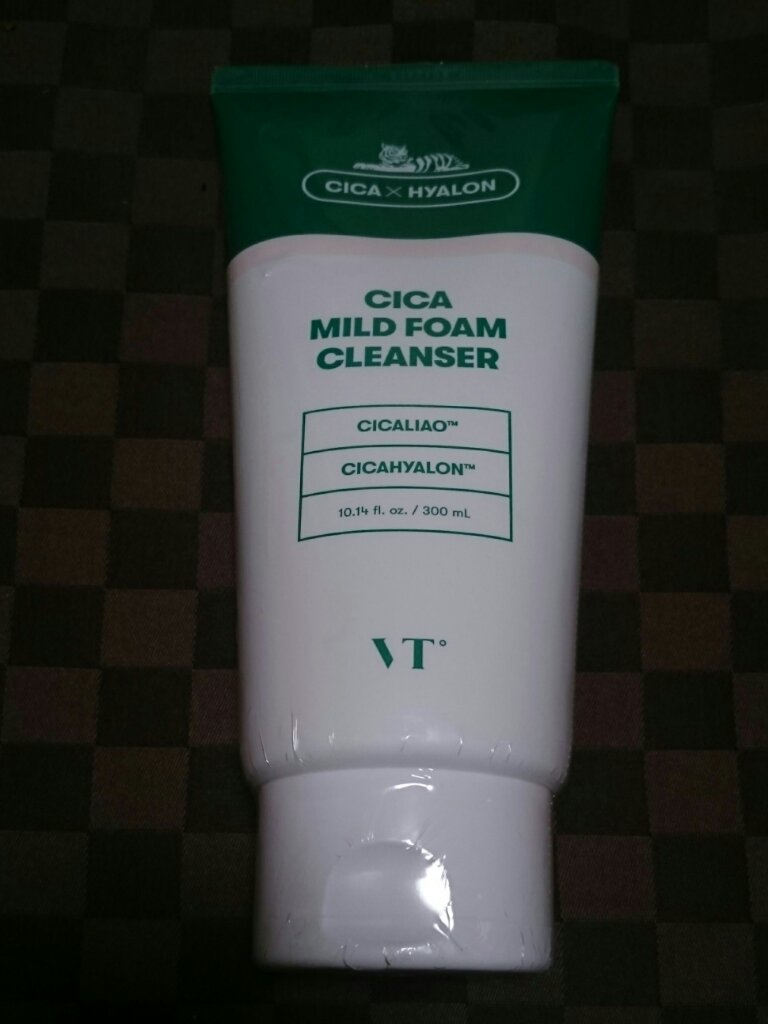 CICA × HYALON
CICA
MILD FOAM
CLEANSER
CICALIAO™
CICAHYALON™
10.14 fl. oz. / 300 mL
VT°